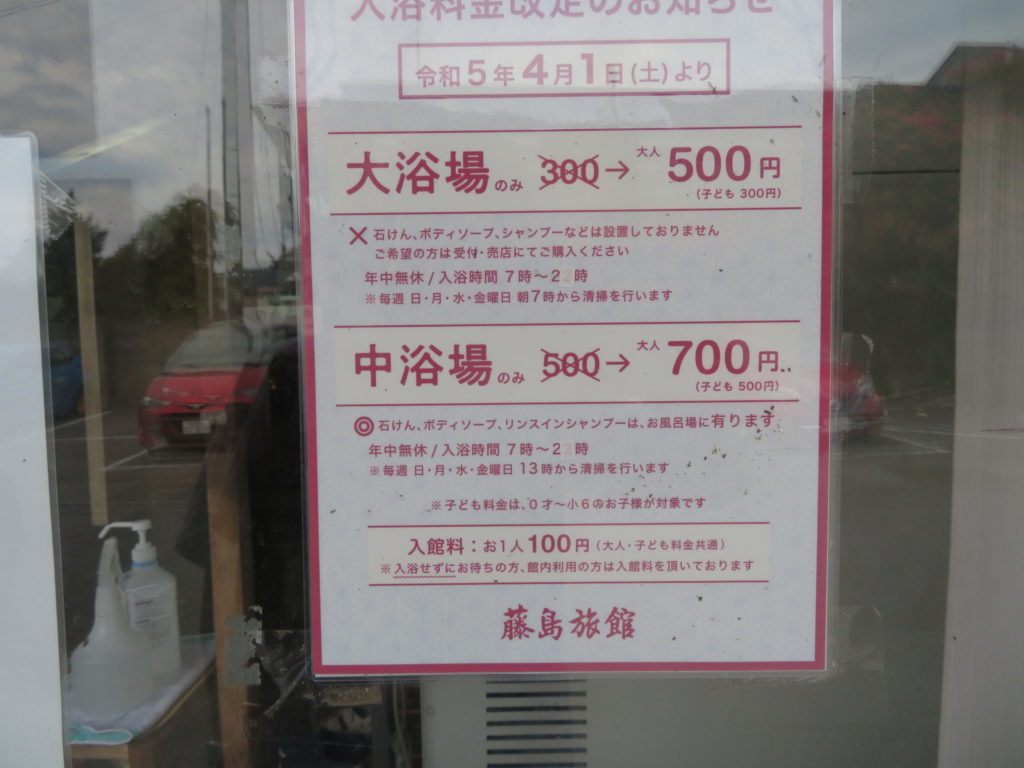 入浴料金改定のお知らせ
令和5年4月1日(土)より
大浴場のみ 300→ 大人 500円
(子ども 300円)
✕ 石けん、ボディソープ、シャンプーなどは設置しておりません
ご希望の方は受付・売店にてご購入ください
年中無休/入浴時間 7時〜23時
※毎週 日・月・水・金曜日 朝7時から清掃を行います
中浴場のみ 500→ 大人 700円
(子ども 500円)
◎ 石けん、ボディソープ、リンスインシャンプーは、お風呂場に有ります
年中無休/入浴時間 7時〜23時
※毎週 日・月・水・金曜日 13時から清掃を行います
※子ども料金は、0才〜小6のお子様が対象です
入館料：お1人100円(大人・子ども料金共通)
※入浴せずにお待ちの方、館内利用の方は入館料を頂いております
藤島旅館